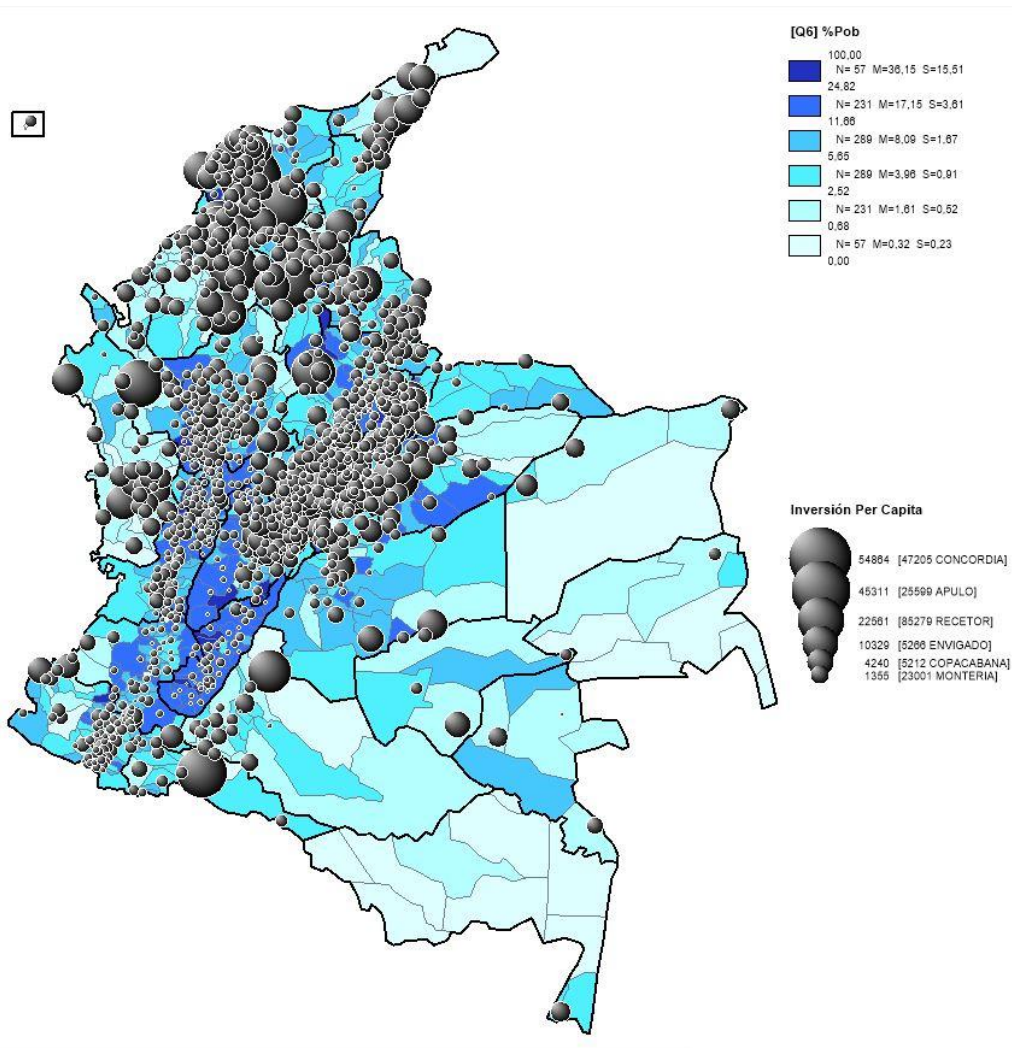 [Q6] %Pob
100,00
N= 57 M=36,15 S=15,51
24,82
N= 231 M=17,15 S=3,61
11,66
N= 289 M=8,09 S=1,67
5,65
N= 289 M=3,96 S=0,91
2,52
N= 231 M=1,61 S=0,52
0,68
N= 57 M=0,32 S=0,23
0,00
Inversión Per Capita
54864 [47205 CONCORDIA]
45311 [25599 APULO]
22561 [85279 RECETOR]
10329 [5266 ENVIGADO]
4240 [5212 COPACABANA]
1355 [23001 MONTERIA]